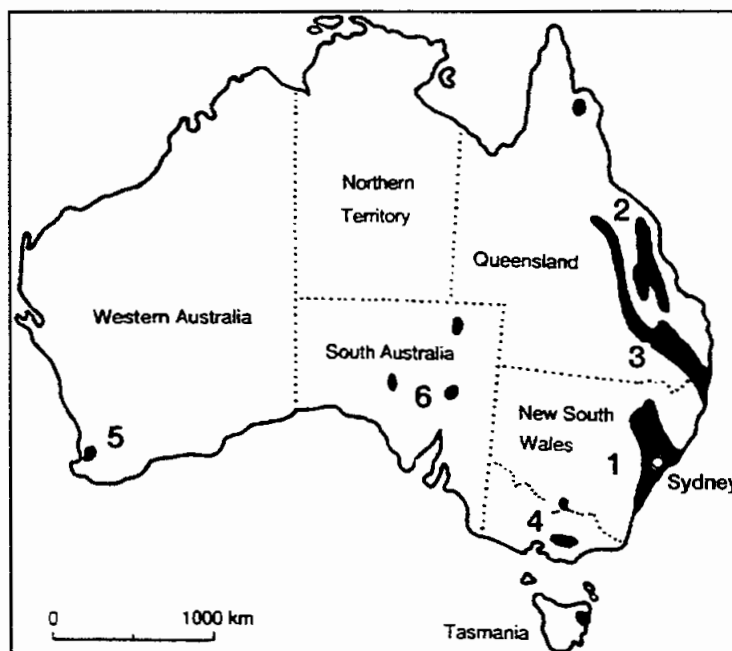 Northern
Territory
2
Queensland
Western Australia
South Australia
3
6
New South
Wales
5
1
Sydney
4
0 1000 km
Tasmania